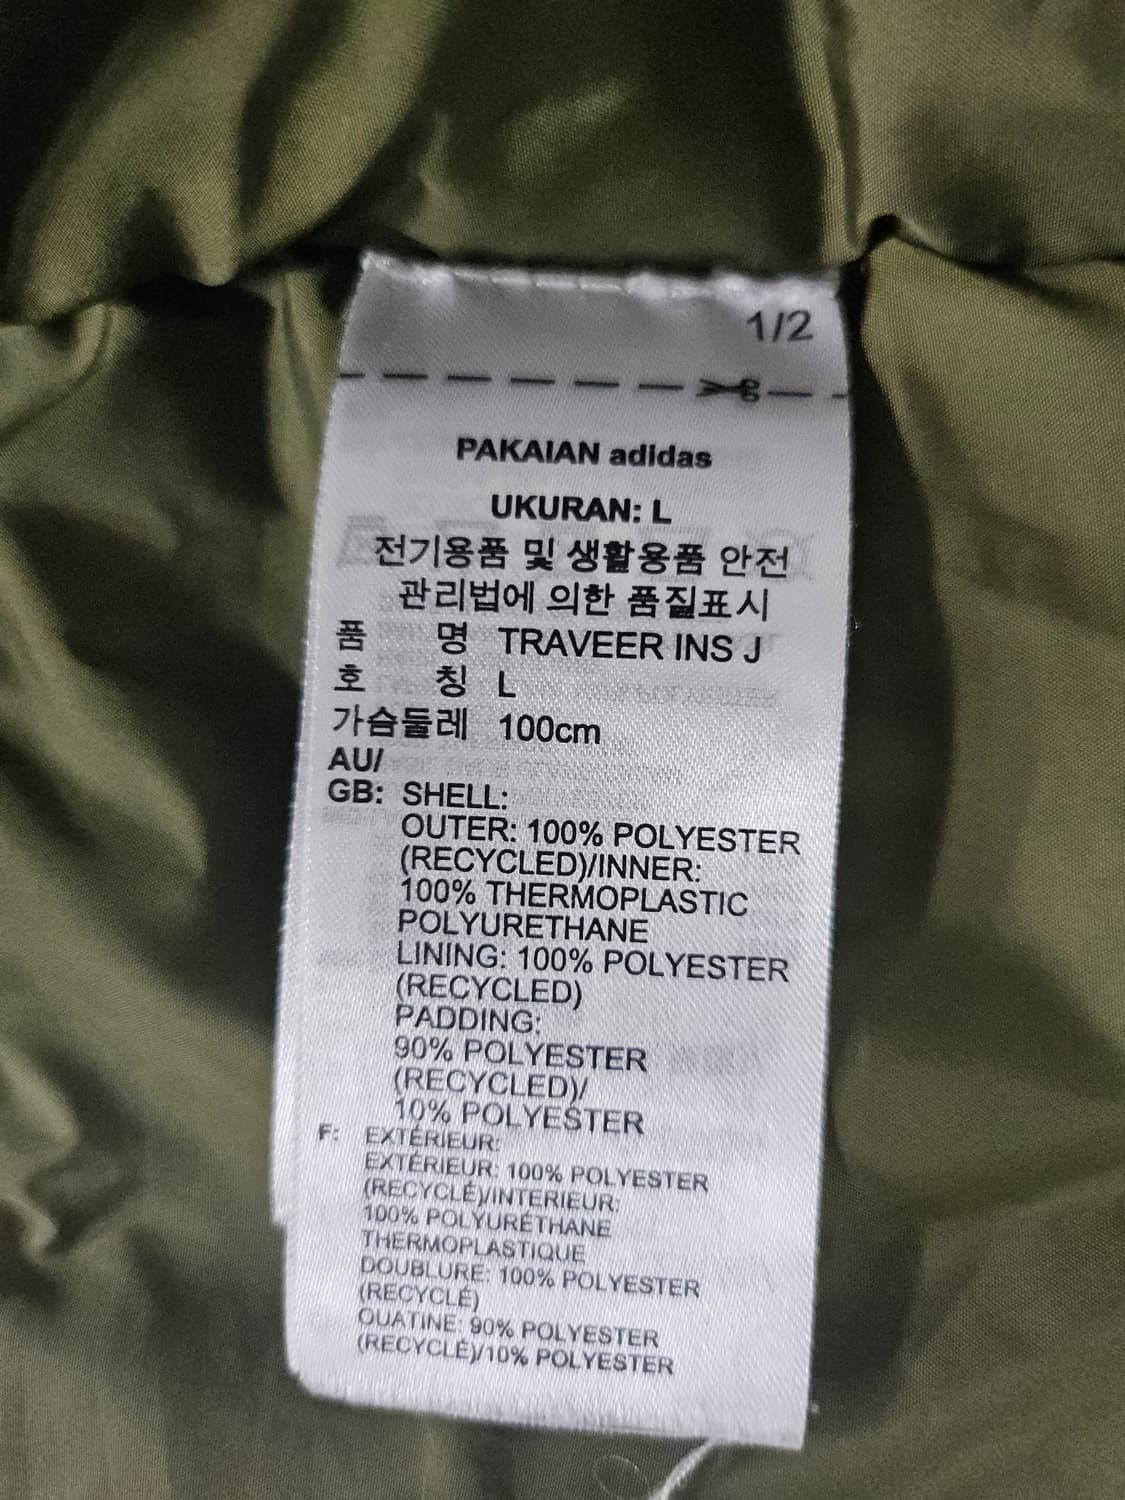 1/2
PAKAIAN adidas
UKURAN: L
전기용품 및 생활용품 안전
관리법에 의한 품질표시
품 명 TRAVEER INS J
호 칭 L
가슴둘레 100cm
AU/
GB: SHELL:
OUTER: 100% POLYESTER
(RECYCLED)/INNER:
100% THERMOPLASTIC
POLYURETHANE
LINING: 100% POLYESTER
(RECYCLED)
PADDING:
90% POLYESTER
(RECYCLED)/
10% POLYESTER
F: EXTÉRIEUR:
EXTÉRIEUR: 100% POLYESTER
(RECYCLÉ)/INTERIEUR:
100% POLYURÉTHANE
THERMOPLASTIQUE
DOUBLURE: 100% POLYESTER
(RECYCLÉ)
OUATINE: 90% POLYESTER
(RECYCLÉ)/10% POLYESTER